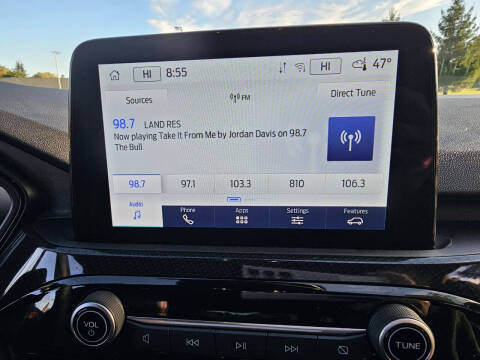 HI 8:55 HI 47°
Sources FM Direct Tune
98.7 LAND RES
Now playing Take It From Me by Jordan Davis on 98.7
The Bull
98.7 97.1 103.3 810 106.3
Audio Phone Apps Settings Features
VOL TUNE